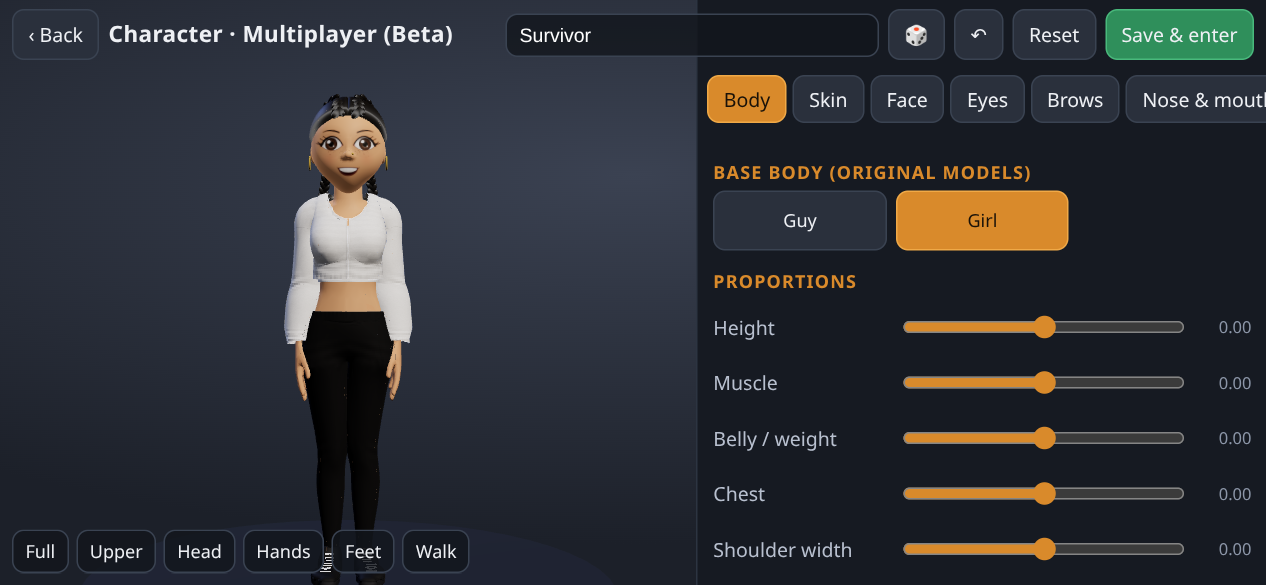 ‹ Back
Character · Multiplayer (Beta)
Survivor
Reset
Save & enter
Body
Skin
Face
Eyes
Brows
Nose & mout
BASE BODY (ORIGINAL MODELS)
Guy
Girl
PROPORTIONS
Height 0.00
Muscle 0.00
Belly / weight 0.00
Chest 0.00
Shoulder width 0.00
Full
Upper
Head
Hands
Feet
Walk